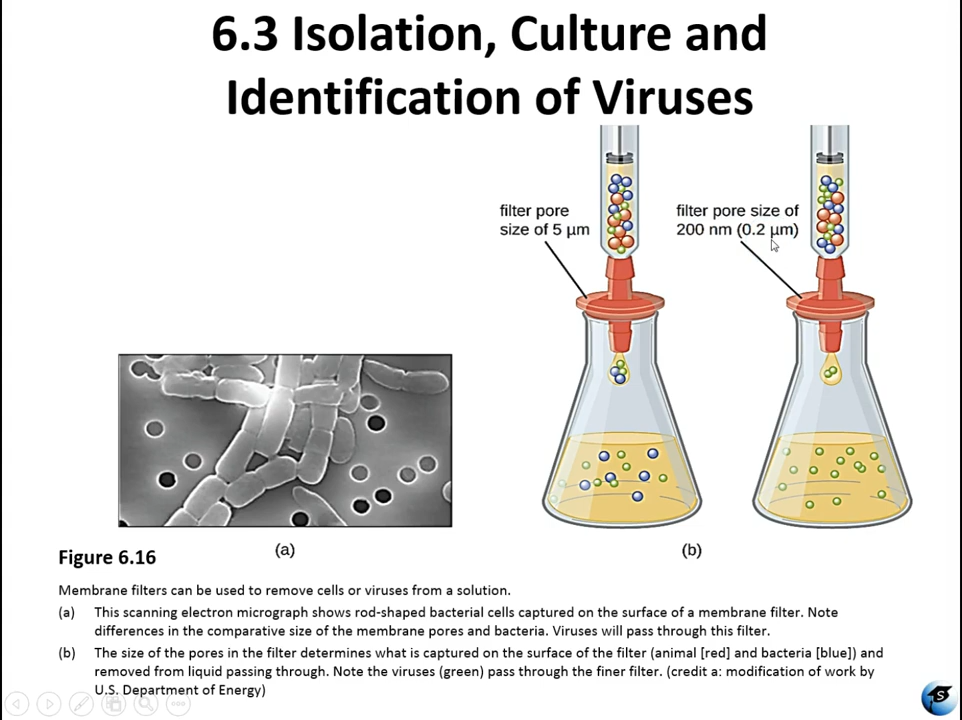 6.3 Isolation, Culture and
Identification of Viruses
filter pore
size of 5 µm
filter pore size of
200 nm (0.2 µm)
(a)
(b)
Figure 6.16
Membrane filters can be used to remove cells or viruses from a solution.
(a) This scanning electron micrograph shows rod-shaped bacterial cells captured on the surface of a membrane filter. Note
differences in the comparative size of the membrane pores and bacteria. Viruses will pass through this filter.
(b) The size of the pores in the filter determines what is captured on the surface of the filter (animal [red] and bacteria [blue]) and
removed from liquid passing through. Note the viruses (green) pass through the finer filter. (credit a: modification of work by
U.S. Department of Energy)